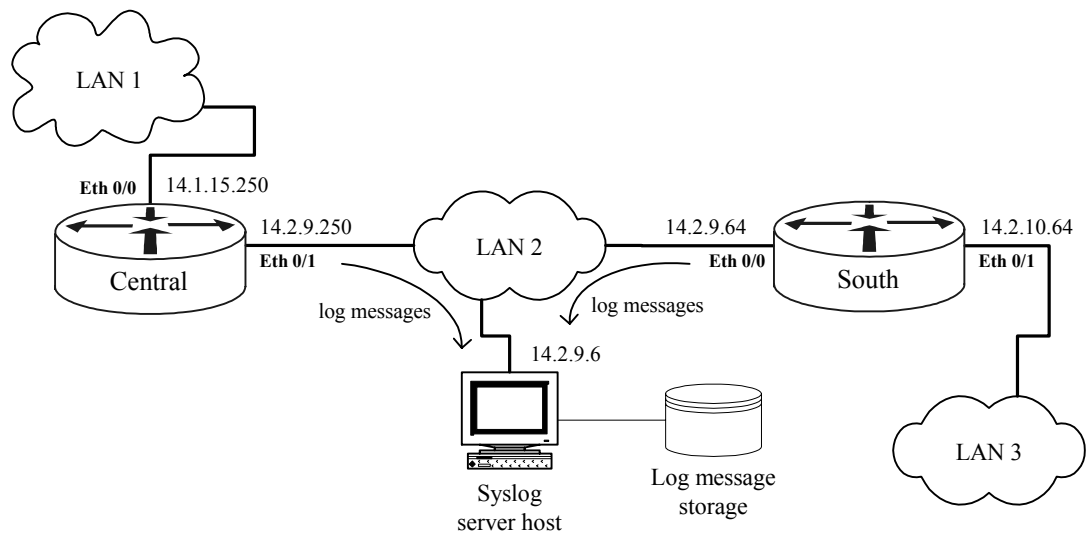 LAN 1
Eth 0/0
14.1.15.250
14.2.9.250
Eth 0/1
Central
LAN 2
14.2.9.64
Eth 0/0
14.2.10.64
Eth 0/1
South
log messages
log messages
14.2.9.6
Syslog
server host
Log message
storage
LAN 3